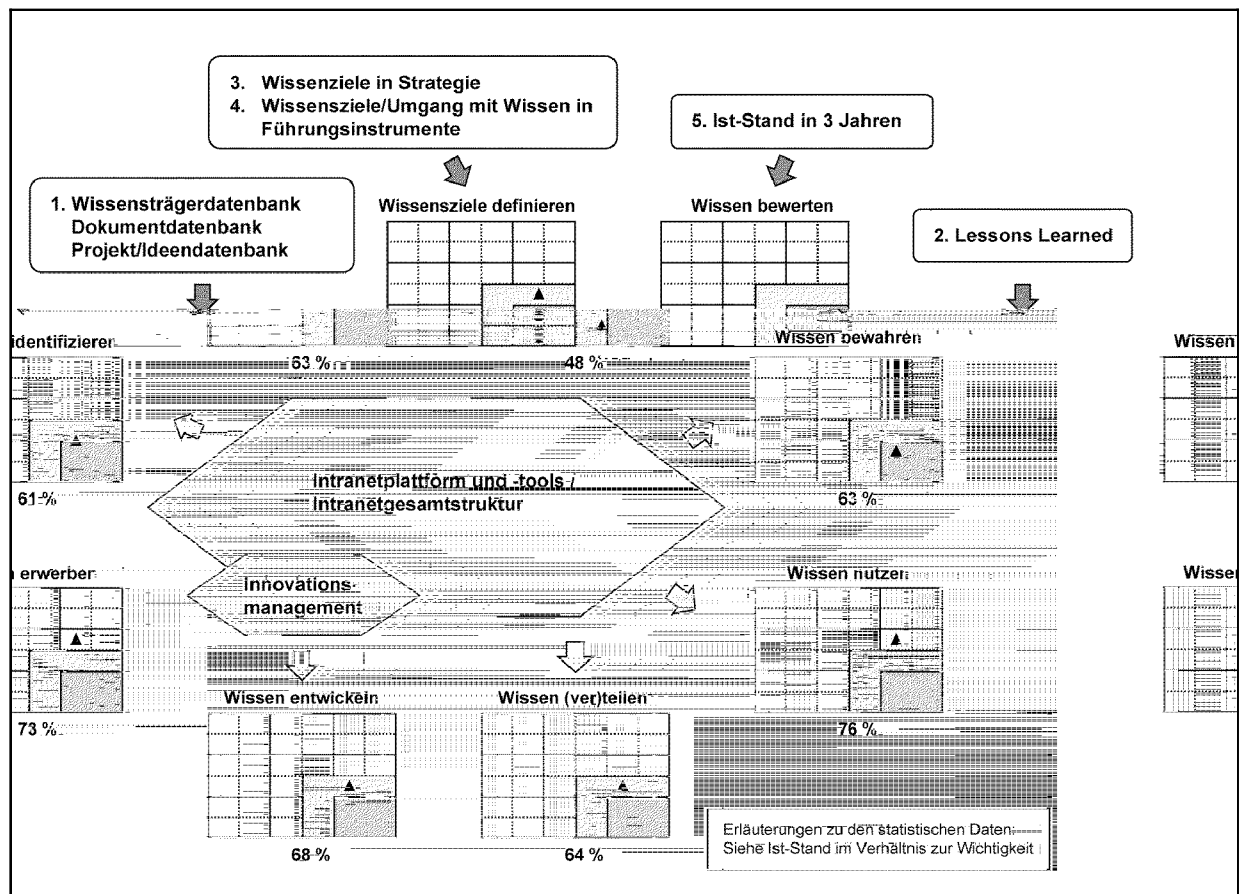 3. Wissenziele in Strategie
4. Wissensziele/Umgang mit Wissen in
Führungsinstrumente
5. Ist-Stand in 3 Jahren
1. Wissensträgerdatenbank
Dokumentdatenbank
Projekt/Ideendatenbank
Wissensziele definieren
Wissen bewerten
2. Lessons Learned
identifizieren
63 %
48 %
Wissen bewahren
Wissen
61 %
Intranetplattform und -tools /
Intranetgesamtstruktur
63 %
n erwerben
Innovations-
management
Wissen nutzen
Wissen
73 %
Wissen entwickeln
Wissen (ver)teilen
76 %
68 %
64 %
Erläuterungen zu den statistischen Daten:
Siehe Ist-Stand im Verhältnis zur Wichtigkeit